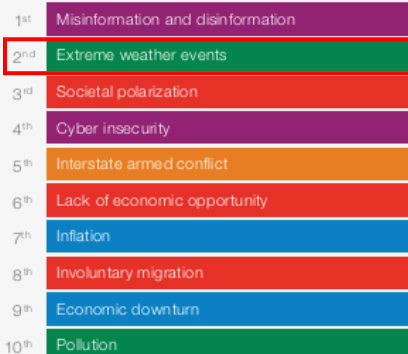 1st Misinformation and disinformation
2nd Extreme weather events
3rd Societal polarization
4th Cyber insecurity
5th Interstate armed conflict
6th Lack of economic opportunity
7th Inflation
8th Involuntary migration
9th Economic downturn
10th Pollution